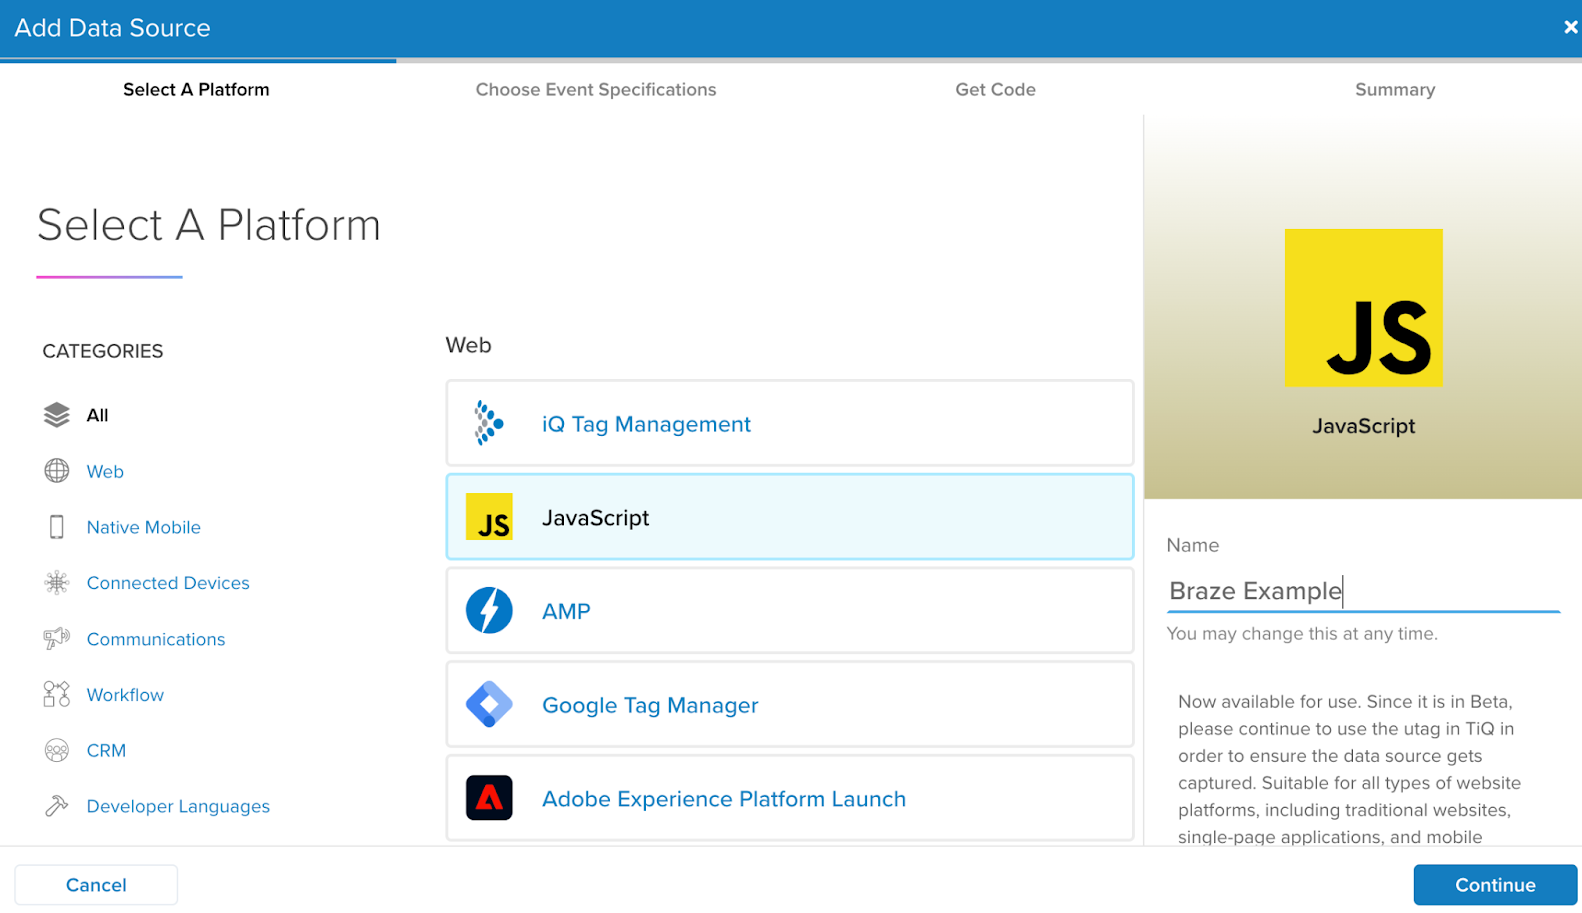 Add Data Source
Select A Platform
Choose Event Specifications
Get Code
Summary
Select A Platform
CATEGORIES
All
Web
Native Mobile
Connected Devices
Communications
Workflow
CRM
Developer Languages
Web
iQ Tag Management
JS
JavaScript
AMP
Google Tag Manager
Adobe Experience Platform Launch
JS
JavaScript
Name
Braze Example
You may change this at any time.
Now available for use. Since it is in Beta,
please continue to use the utag in TiQ in
order to ensure the data source gets
captured. Suitable for all types of website
platforms, including traditional websites,
single-page applications, and mobile
Cancel
Continue